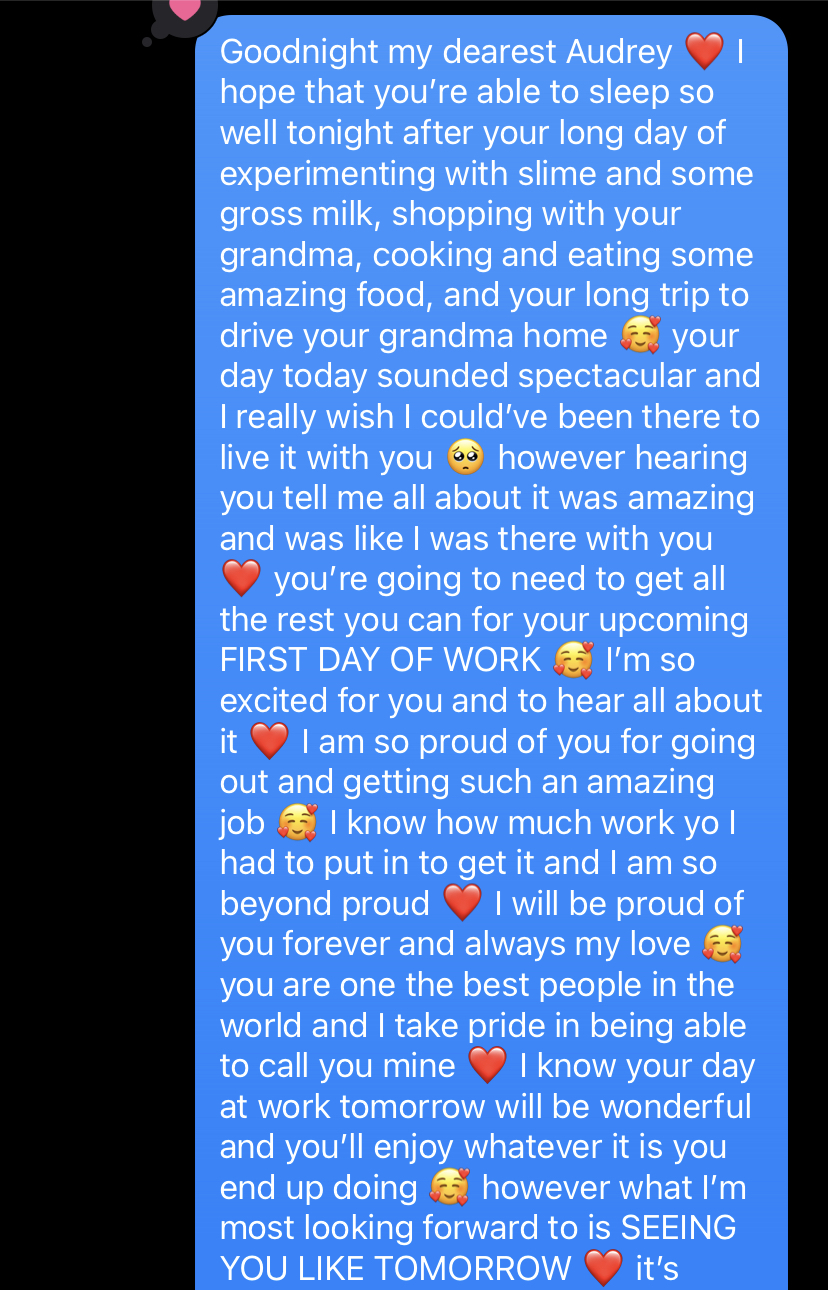 Goodnight my dearest Audrey ❤️ I
hope that you're able to sleep so
well tonight after your long day of
experimenting with slime and some
gross milk, shopping with your
grandma, cooking and eating some
amazing food, and your long trip to
drive your grandma home 🥰 your
day today sounded spectacular and
I really wish I could've been there to
live it with you 🥺 however hearing
you tell me all about it was amazing
and was like I was there with you
❤️ you're going to need to get all
the rest you can for your upcoming
FIRST DAY OF WORK 🥰 I'm so
excited for you and to hear all about
it ❤️ I am so proud of you for going
out and getting such an amazing
job 🥰 I know how much work yo I
had to put in to get it and I am so
beyond proud ❤️ I will be proud of
you forever and always my love 🥰
you are one the best people in the
world and I take pride in being able
to call you mine ❤️ I know your day
at work tomorrow will be wonderful
and you'll enjoy whatever it is you
end up doing 🥰 however what I'm
most looking forward to is SEEING
YOU LIKE TOMORROW ❤️ it's